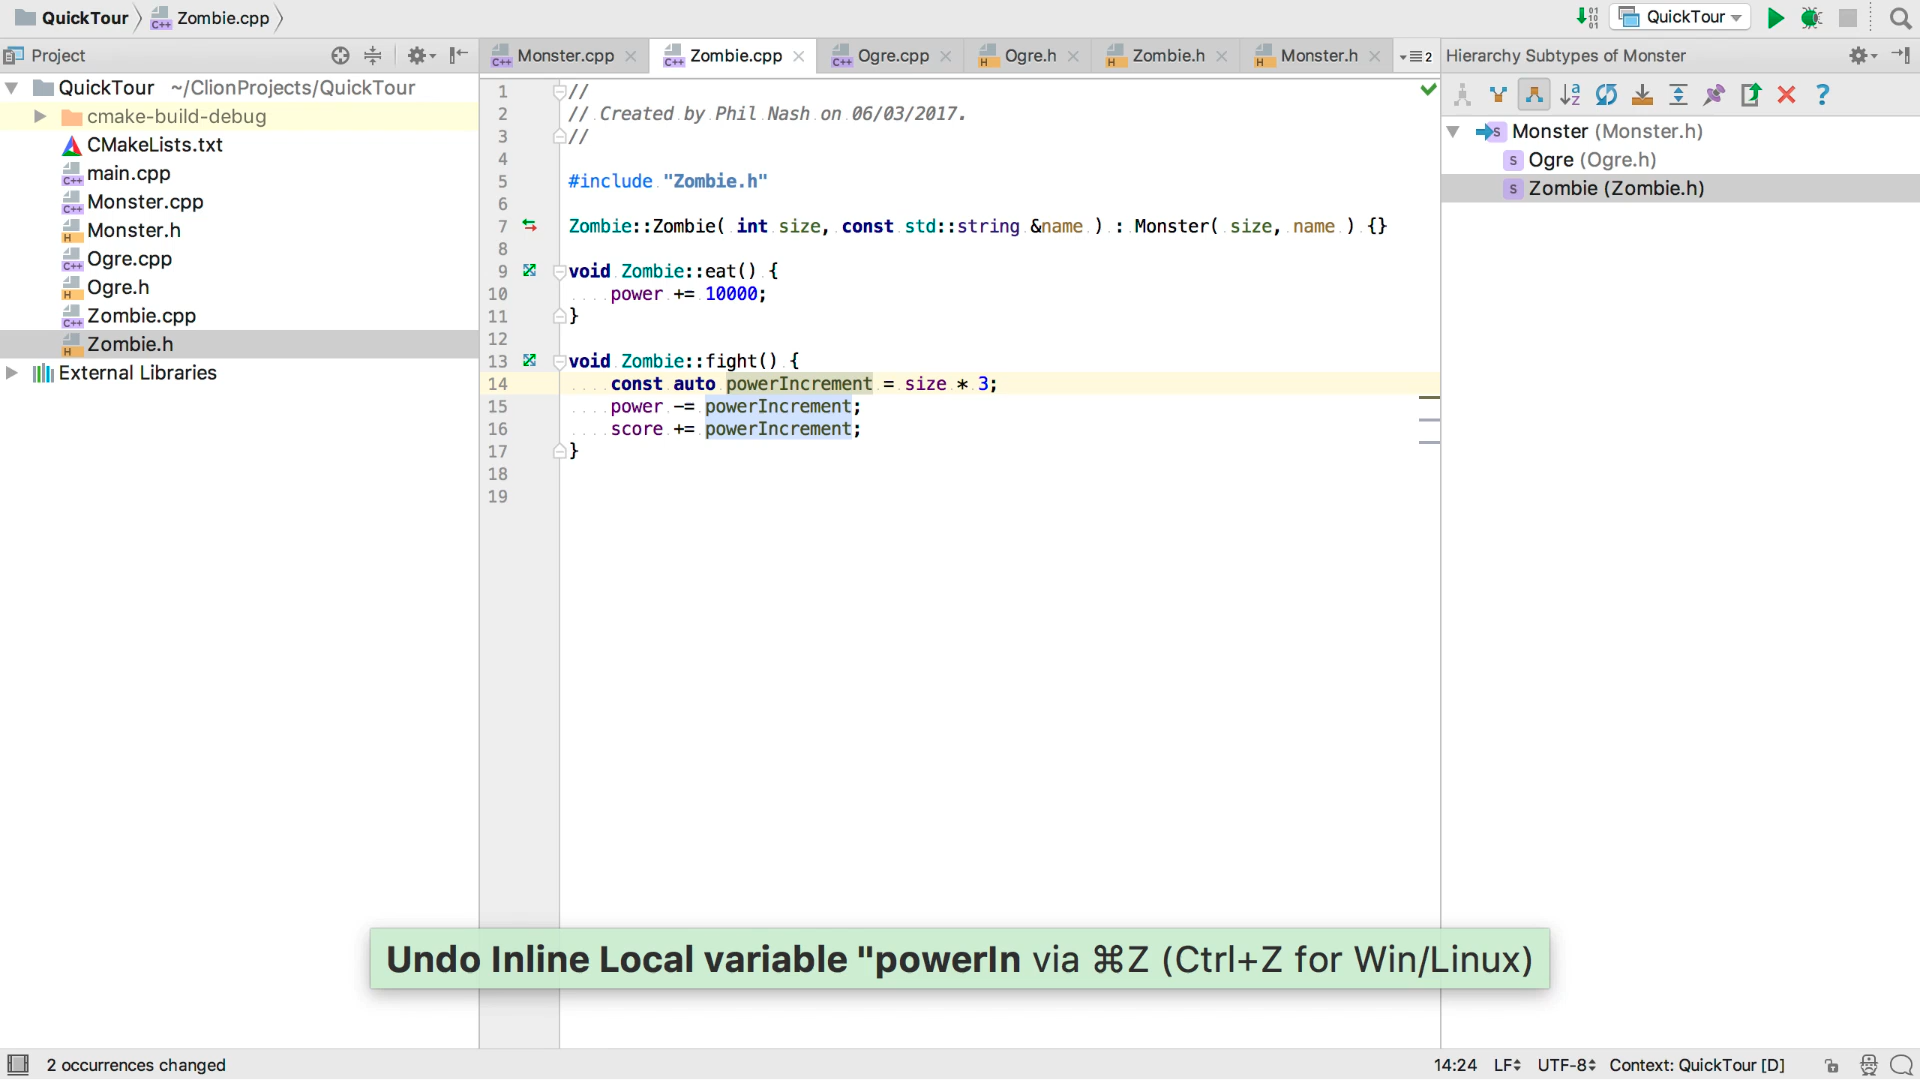 QuickTour Zombie.cpp QuickTour
Project
Monster.cpp Zombie.cpp Ogre.cpp Ogre.h Zombie.h Monster.h 2
Hierarchy Subtypes of Monster
QuickTour ~/ClionProjects/QuickTour
cmake-build-debug
CMakeLists.txt
main.cpp
Monster.cpp
Monster.h
Ogre.cpp
Ogre.h
Zombie.cpp
Zombie.h
External Libraries
1 //
2 // Created by Phil Nash on 06/03/2017.
3 //
4
5 #include "Zombie.h"
6
7 Zombie::Zombie( int size, const std::string &name ) : Monster( size, name ) {}
8
9 void Zombie::eat() {
10 power += 10000;
11 }
12
13 void Zombie::fight() {
14 const auto powerIncrement = size * 3;
15 power -= powerIncrement;
16 score += powerIncrement;
17 }
18
19
Monster (Monster.h)
Ogre (Ogre.h)
Zombie (Zombie.h)
Undo Inline Local variable "powerIn via ⌘Z (Ctrl+Z for Win/Linux)
2 occurrences changed
14:24 LF UTF-8 Context: QuickTour [D]